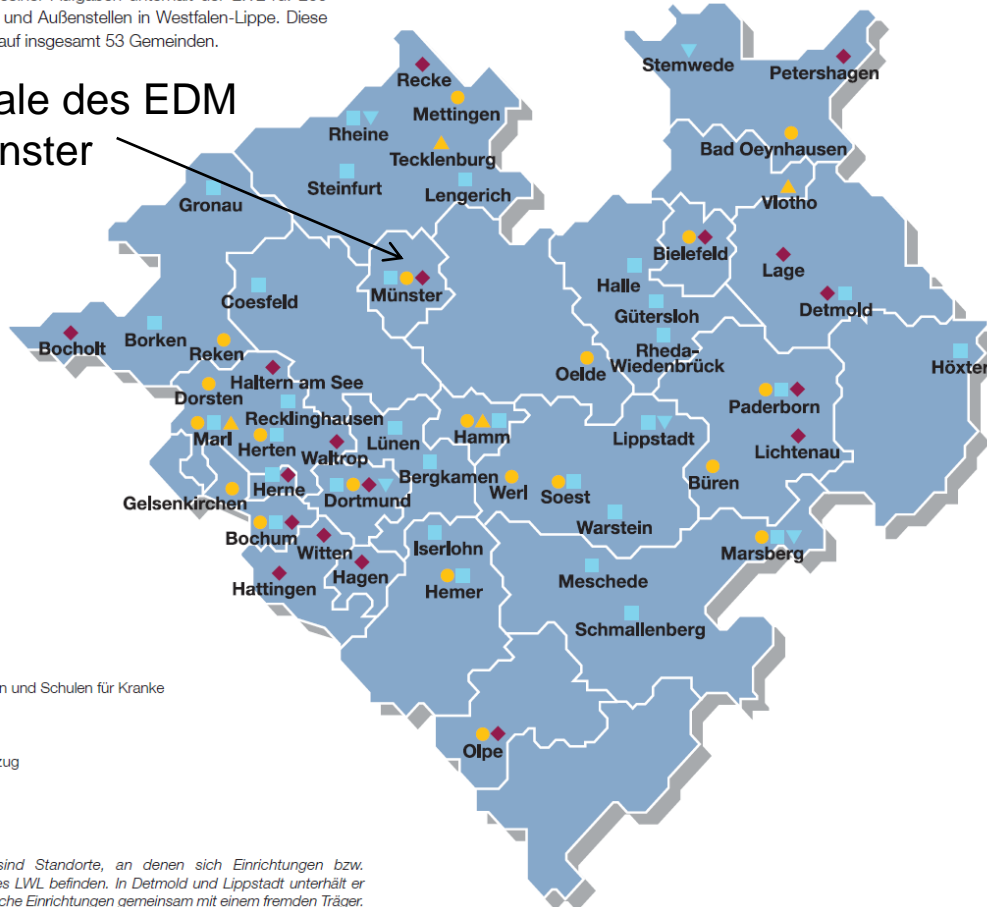 und Außenstellen in Westfalen-Lippe. Diese
auf insgesamt 53 Gemeinden.
ale des EDM
nster
Recke
Mettingen
Rheine
Tecklenburg
Steinfurt
Lengerich
Gronau
Stemwede
Petershagen
Bad Oeynhausen
Vlotho
Bielefeld
Lage
Detmold
Halle
Gütersloh
Rheda-
Wiedenbrück
Höxter
Münster
Coesfeld
Bocholt
Borken
Reken
Oelde
Dorsten
Haltern am See
Recklinghausen
Marl
Herten
Waltrop
Lünen
Hamm
Lippstadt
Paderborn
Lichtenau
Gelsenkirchen
Herne
Dortmund
Bergkamen
Werl
Soest
Büren
Bochum
Witten
Warstein
Iserlohn
Marsberg
Hattingen
Hagen
Hemer
Meschede
Schmallenberg
n und Schulen für Kranke
zug
Olpe
sind Standorte, an denen sich Einrichtungen bzw.
es LWL befinden. In Detmold und Lippstadt unterhält er
che Einrichtungen gemeinsam mit einem fremden Träger.